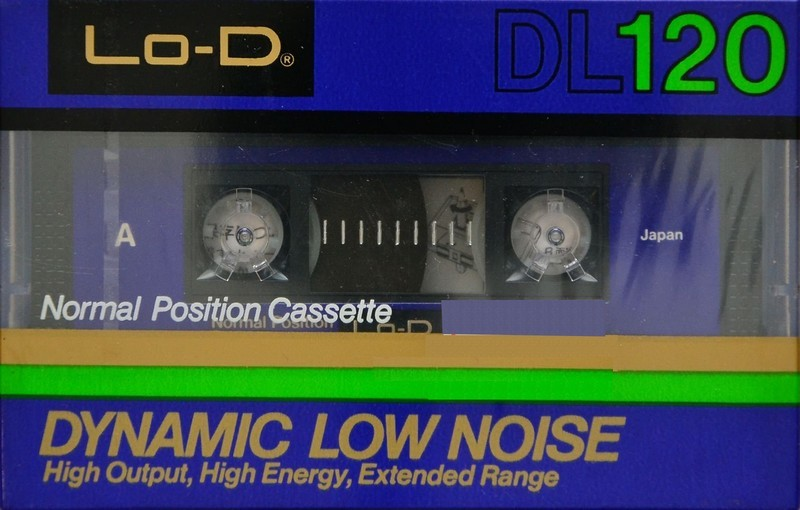 Lo-D®
DL120
A
Japan
Normal Position Cassette
Normal Position
Lo-D
DYNAMIC LOW NOISE
High Output, High Energy, Extended Range